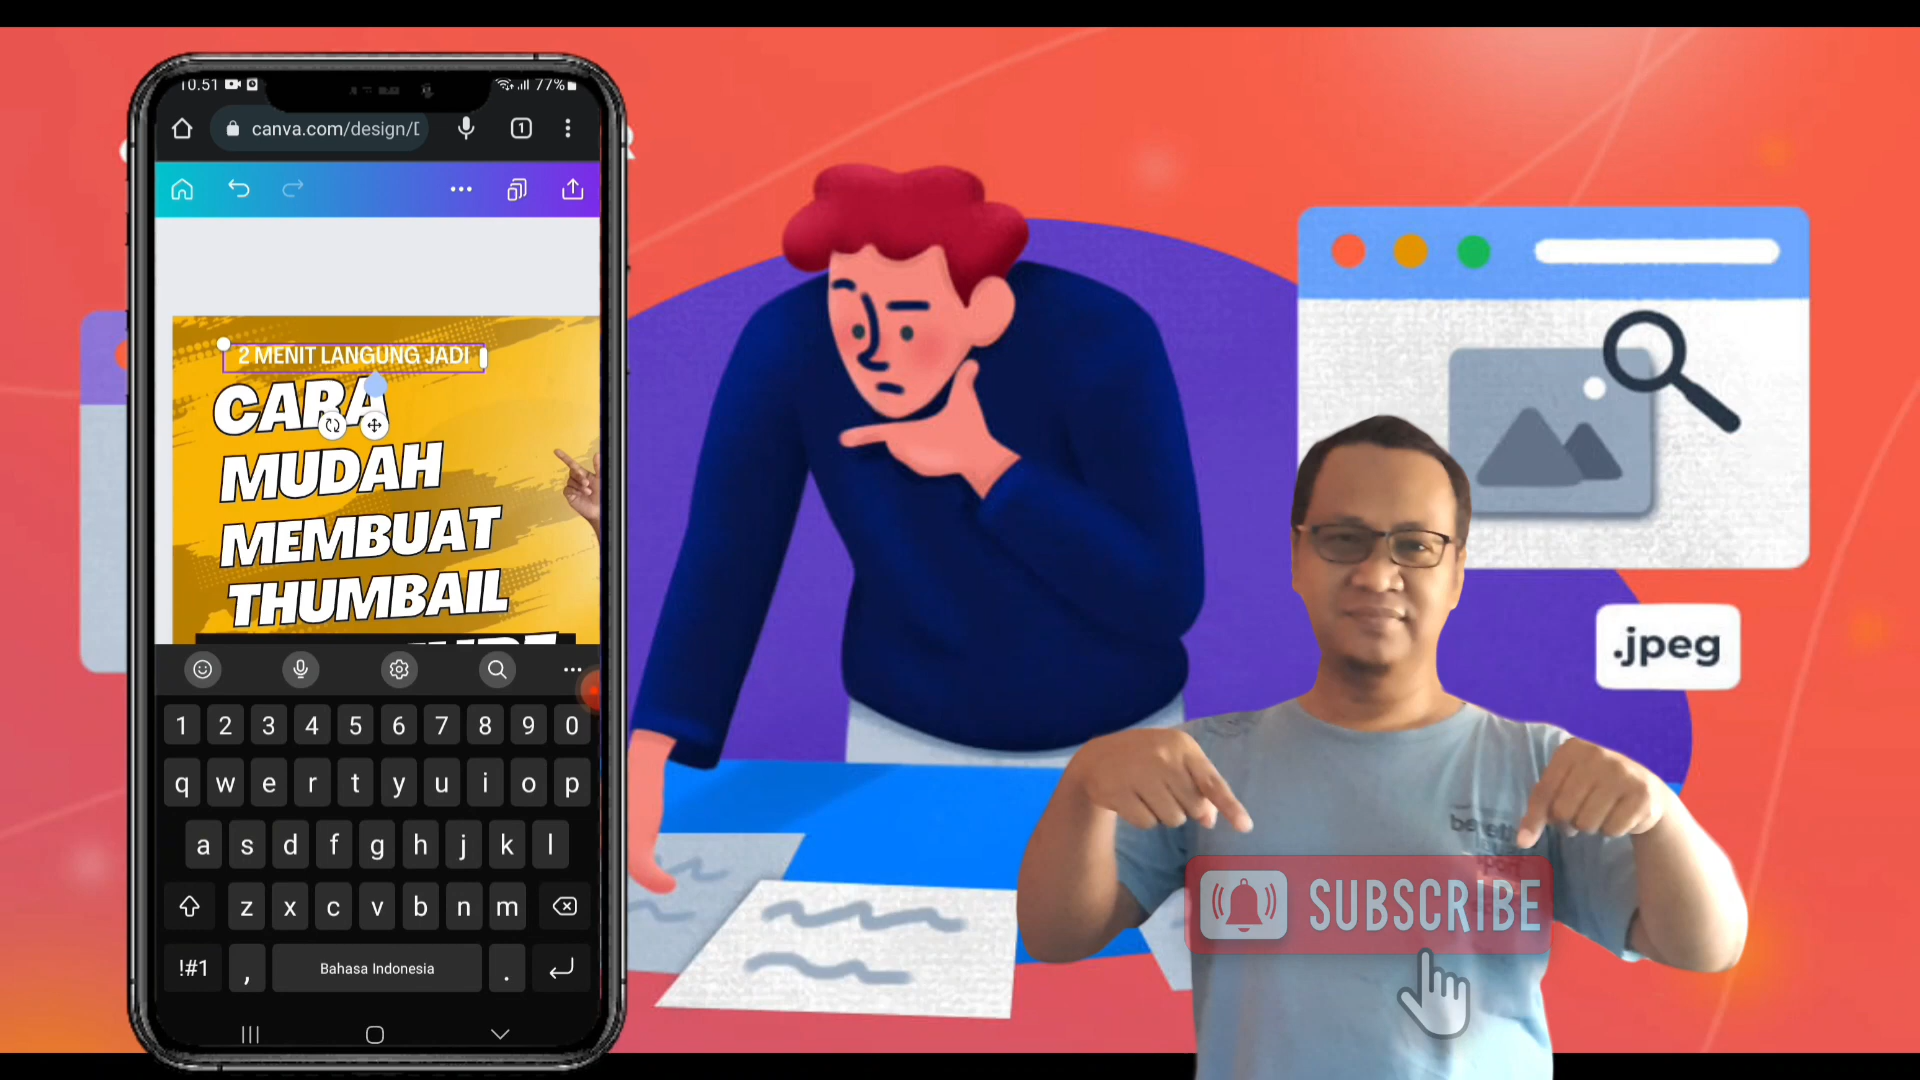 10.51
77%
canva.com/design/
1
2 MENIT LANGUNG JADI
CARA
MUDAH
MEMBUAT
THUMBAIL
1 2 3 4 5 6 7 8 9 0
q w e r t y u i o p
a s d f g h j k l
z x c v b n m
!#1 , Bahasa Indonesia .
.jpeg
SUBSCRIBE